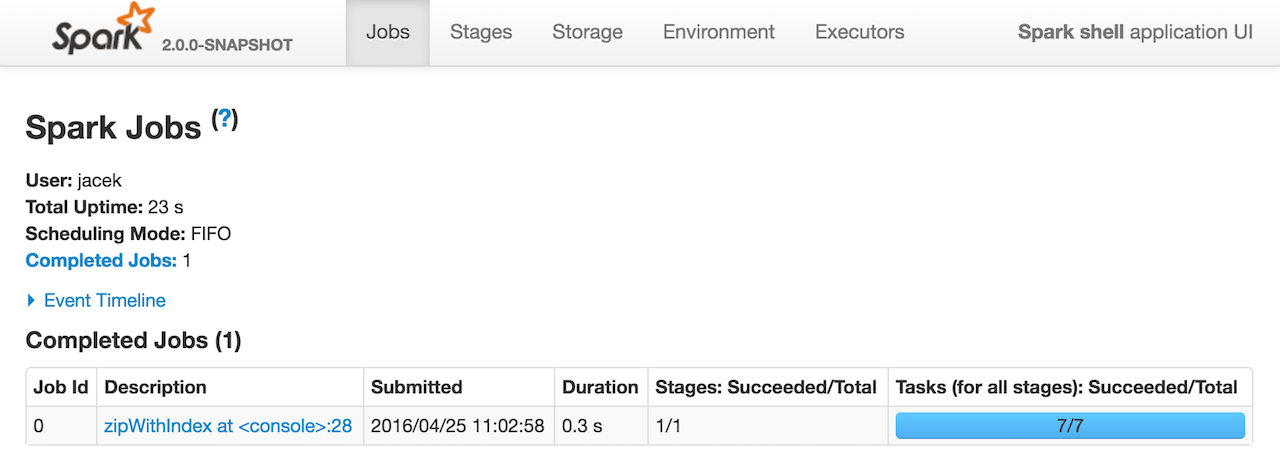 Spark 2.0.0-SNAPSHOT Jobs Stages Storage Environment Executors Spark shell application UI
Spark Jobs (?)
User: jacek
Total Uptime: 23 s
Scheduling Mode: FIFO
Completed Jobs: 1
Event Timeline
Completed Jobs (1)
Job Id Description Submitted Duration Stages: Succeeded/Total Tasks (for all stages): Succeeded/Total
0 zipWithIndex at <console>:28 2016/04/25 11:02:58 0.3 s 1/1 7/7